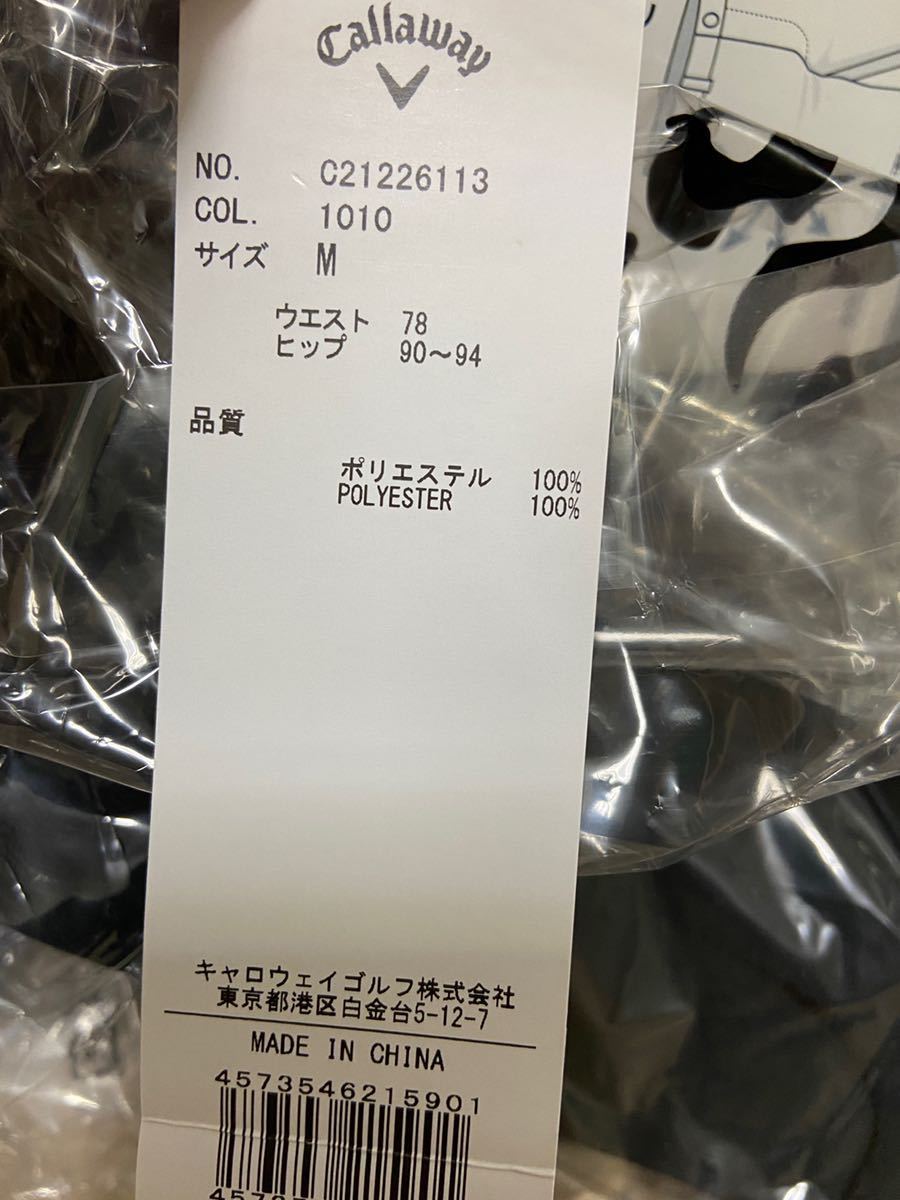 Callaway
NO. C21226113
COL. 1010
サイズ M
ウエスト 78
ヒップ 90～94
品質
ポリエステル 100%
POLYESTER 100%
キャロウェイゴルフ株式会社
東京都港区白金台5-12-7
MADE IN CHINA
4573546215901